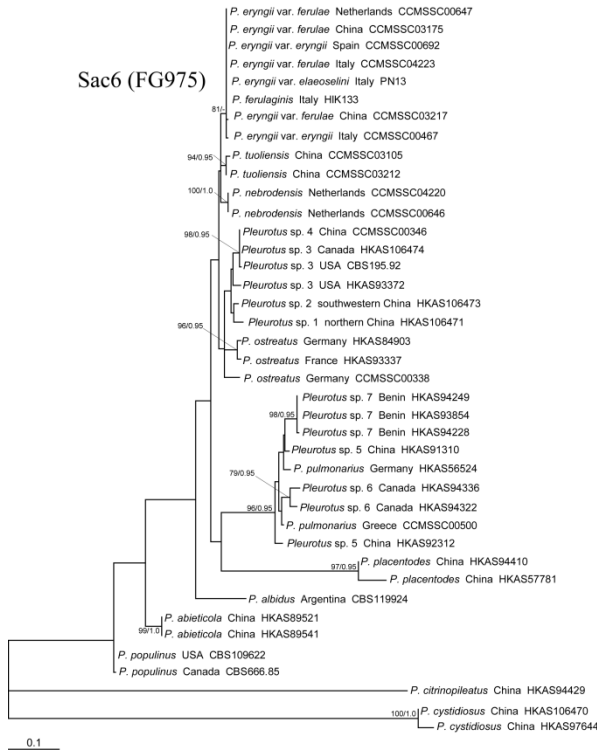 P. eryngii var. ferulae Netherlands CCMSSC00647
P. eryngii var. ferulae China CCMSSC03175
P. eryngii var. eryngii Spain CCMSSC00692
P. eryngii var. ferulae Italy CCMSSC04223
Sac6 (FG975)
P. eryngii var. elaeoselini Italy PN13
P. ferulaginis Italy HIK133
81/-
P. eryngii var. ferulae China CCMSSC03217
P. eryngii var. eryngii Italy CCMSSC00467
94/0.95
P. tuoliensis China CCMSSC03105
P. tuoliensis China CCMSSC03212
100/1.0
P. nebrodensis Netherlands CCMSSC04220
P. nebrodensis Netherlands CCMSSC00646
Pleurotus sp. 4 China CCMSSC00346
98/0.95
Pleurotus sp. 3 Canada HKAS106474
Pleurotus sp. 3 USA CBS195.92
Pleurotus sp. 3 USA HKAS93372
Pleurotus sp. 2 southwestern China HKAS106473
Pleurotus sp. 1 northern China HKAS106471
96/0.95
P. ostreatus Germany HKAS84903
P. ostreatus France HKAS93337
P. ostreatus Germany CCMSSC00338
Pleurotus sp. 7 Benin HKAS94249
98/0.95
Pleurotus sp. 7 Benin HKAS93854
Pleurotus sp. 7 Benin HKAS94228
Pleurotus sp. 5 China HKAS91310
P. pulmonarius Germany HKAS56524
79/0.95
Pleurotus sp. 6 Canada HKAS94336
Pleurotus sp. 6 Canada HKAS94322
96/0.95
P. pulmonarius Greece CCMSSC00500
Pleurotus sp. 5 China HKAS92312
P. placentodes China HKAS94410
97/0.95
P. placentodes China HKAS57781
P. albidus Argentina CBS119924
P. abieticola China HKAS89521
99/1.0
P. abieticola China HKAS89541
P. populinus USA CBS109622
P. populinus Canada CBS666.85
P. citrinopileatus China HKAS94429
P. cystidiosus China HKAS106470
100/1.0
P. cystidiosus China HKAS97644
0.1